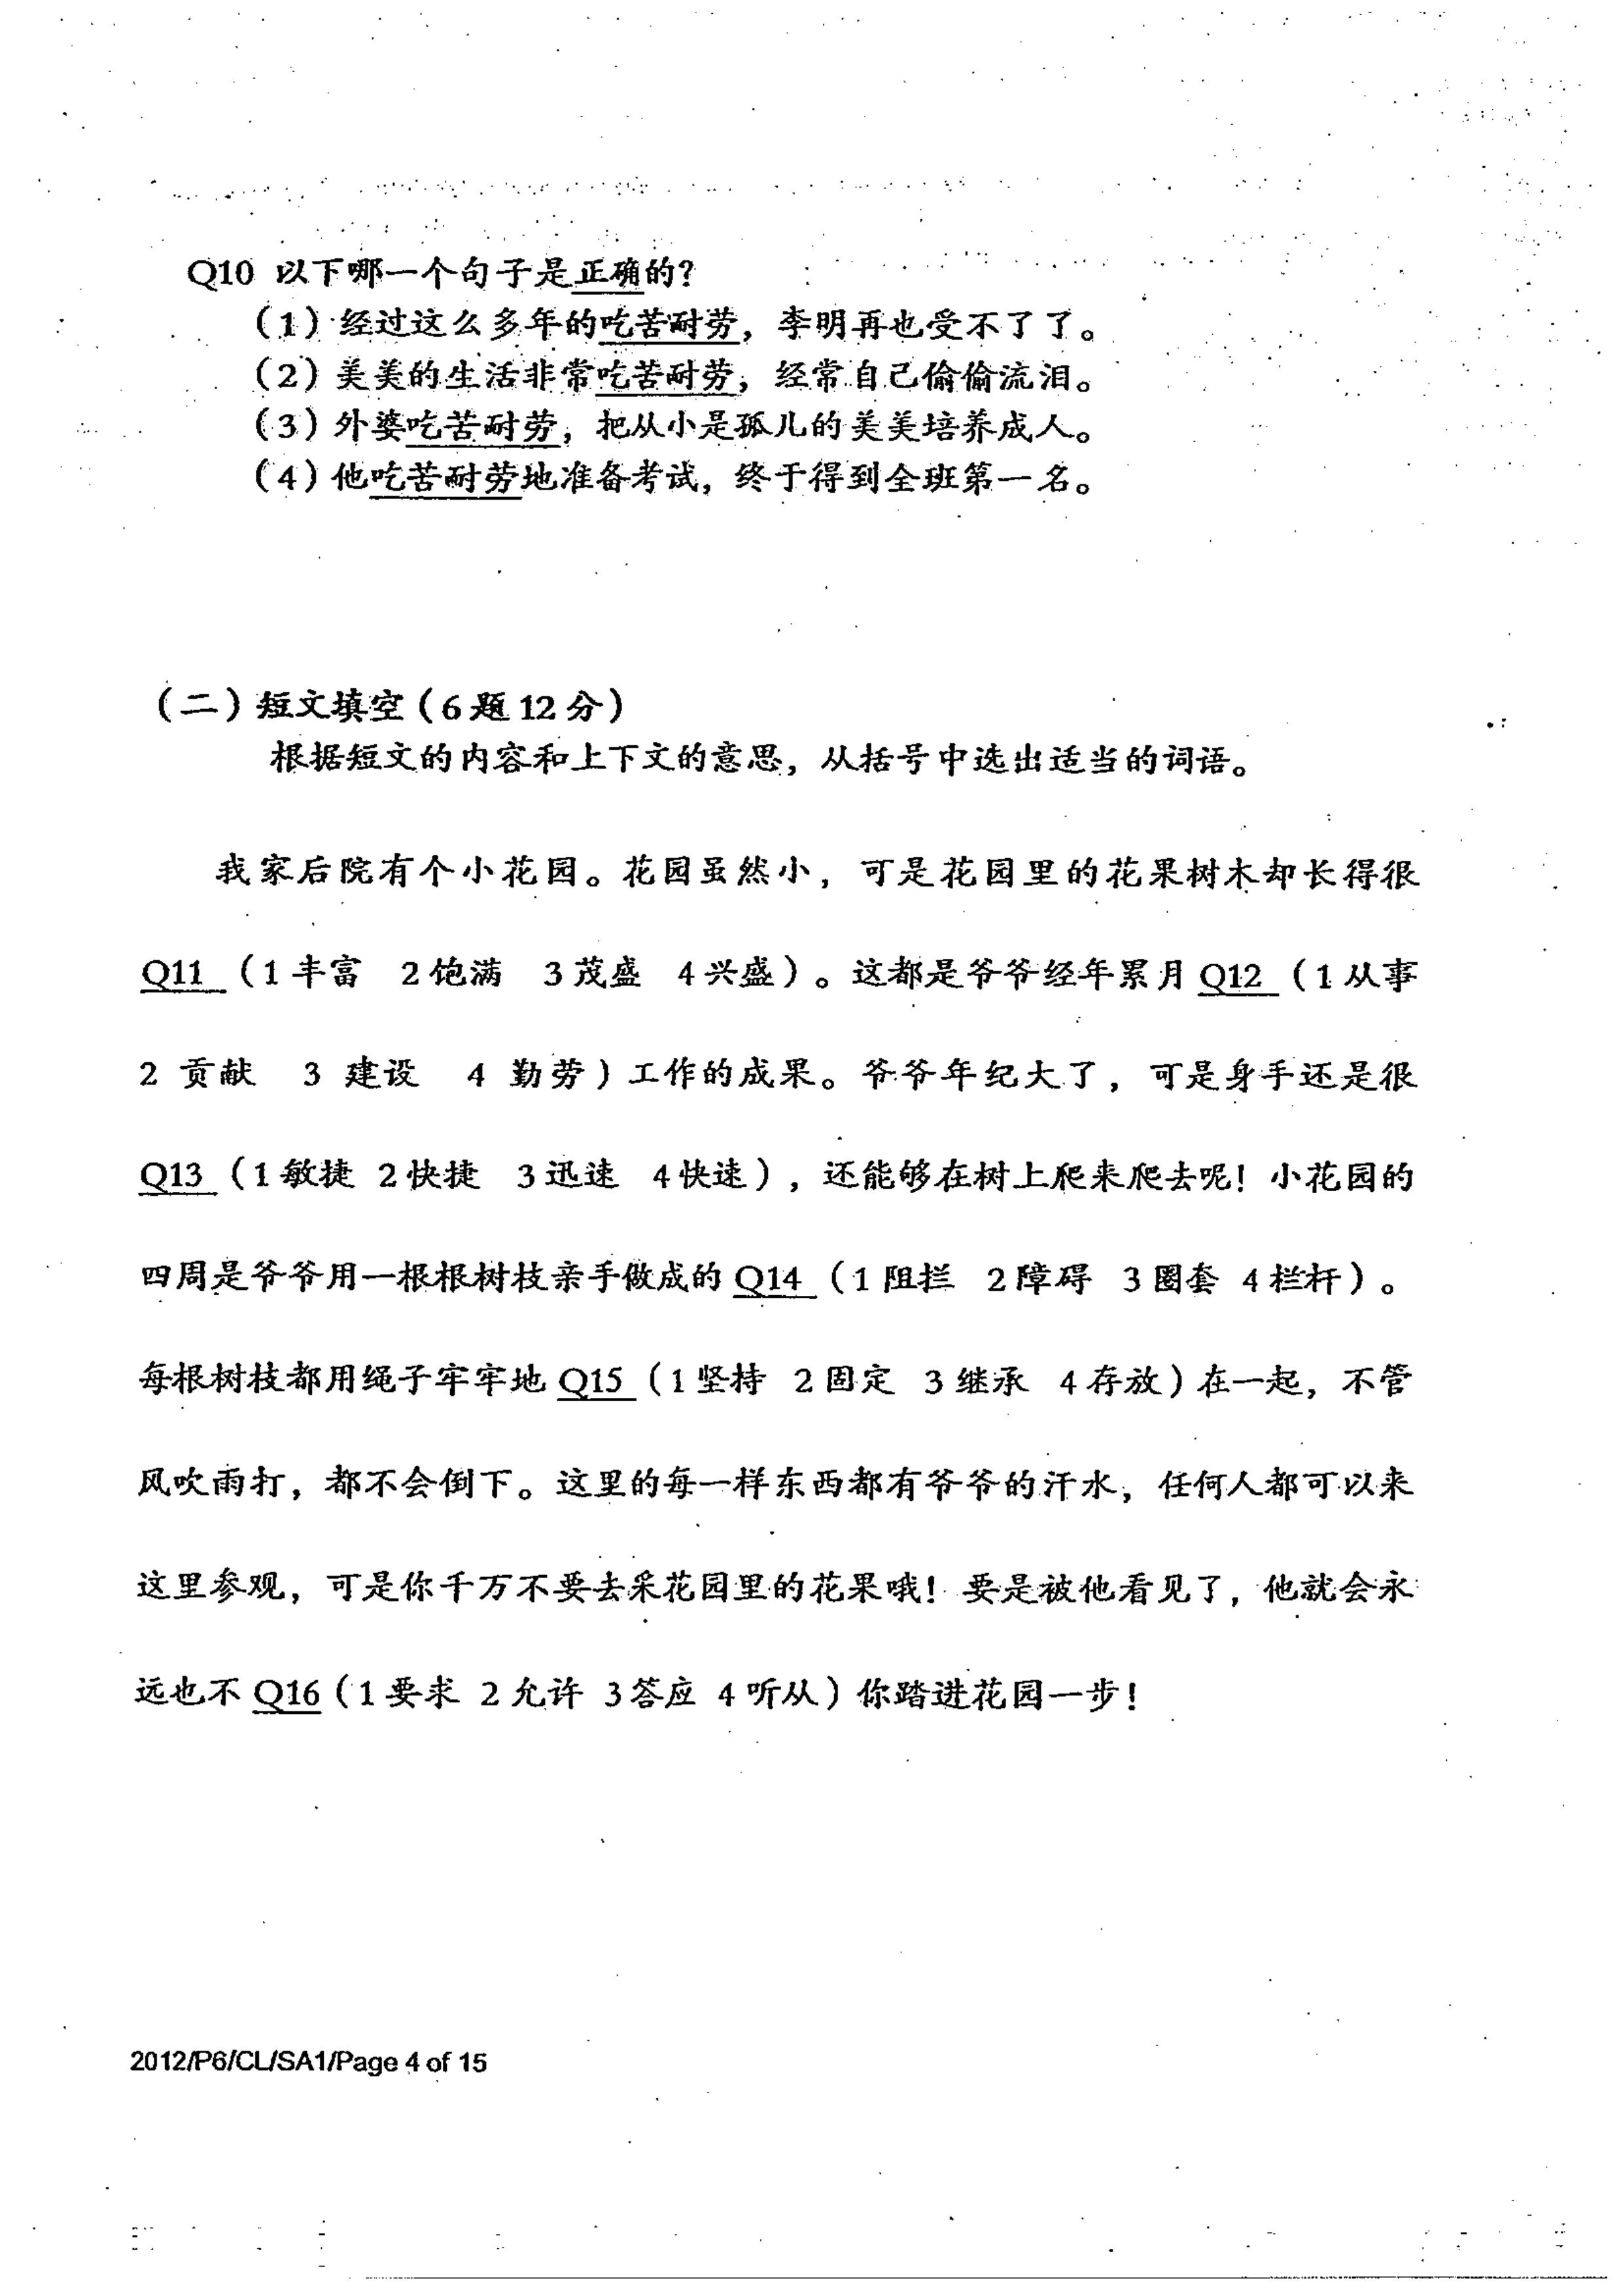 Q10 以下哪一个句子是正确的?
(1) 经过这么多年的吃苦耐劳，李明再也受不了了。
(2) 美美的生活非常吃苦耐劳，经常自己偷偷流泪。
(3) 外婆吃苦耐劳，把从小是孤儿的美美培养成人。
(4) 他吃苦耐劳地准备考试，终于得到全班第一名。
(二) 短文填空 (6题12分)
根据短文的内容和上下文的意思，从括号中选出适当的词语。
我家后院有个小花园。花园虽然小，可是花园里的花果树木却长得很
Q11 (1 丰富 2 饱满 3 茂盛 4 兴盛)。这都是爷爷经年累月 Q12 (1 从事
2 贡献 3 建设 4 勤劳) 工作的成果。爷爷年纪大了，可是身手还是很
Q13 (1 敏捷 2 快捷 3 迅速 4 快速)，还能够在树上爬来爬去呢! 小花园的
四周是爷爷用一根根树枝亲手做成的 Q14 (1 阻拦 2 障碍 3 圈套 4 栏杆)。
每根树枝都用绳子牢牢地 Q15 (1 坚持 2 固定 3 继承 4 存放) 在一起，不管
风吹雨打，都不会倒下。这里的每一样东西都有爷爷的汗水，任何人都可以来
这里参观，可是你千万不要去采花园里的花果哦! 要是被他看见了，他就会永
远也不 Q16 (1 要求 2 允许 3 答应 4 听从) 你踏进花园一步!
2012/P6/CL/SA1/Page 4 of 15